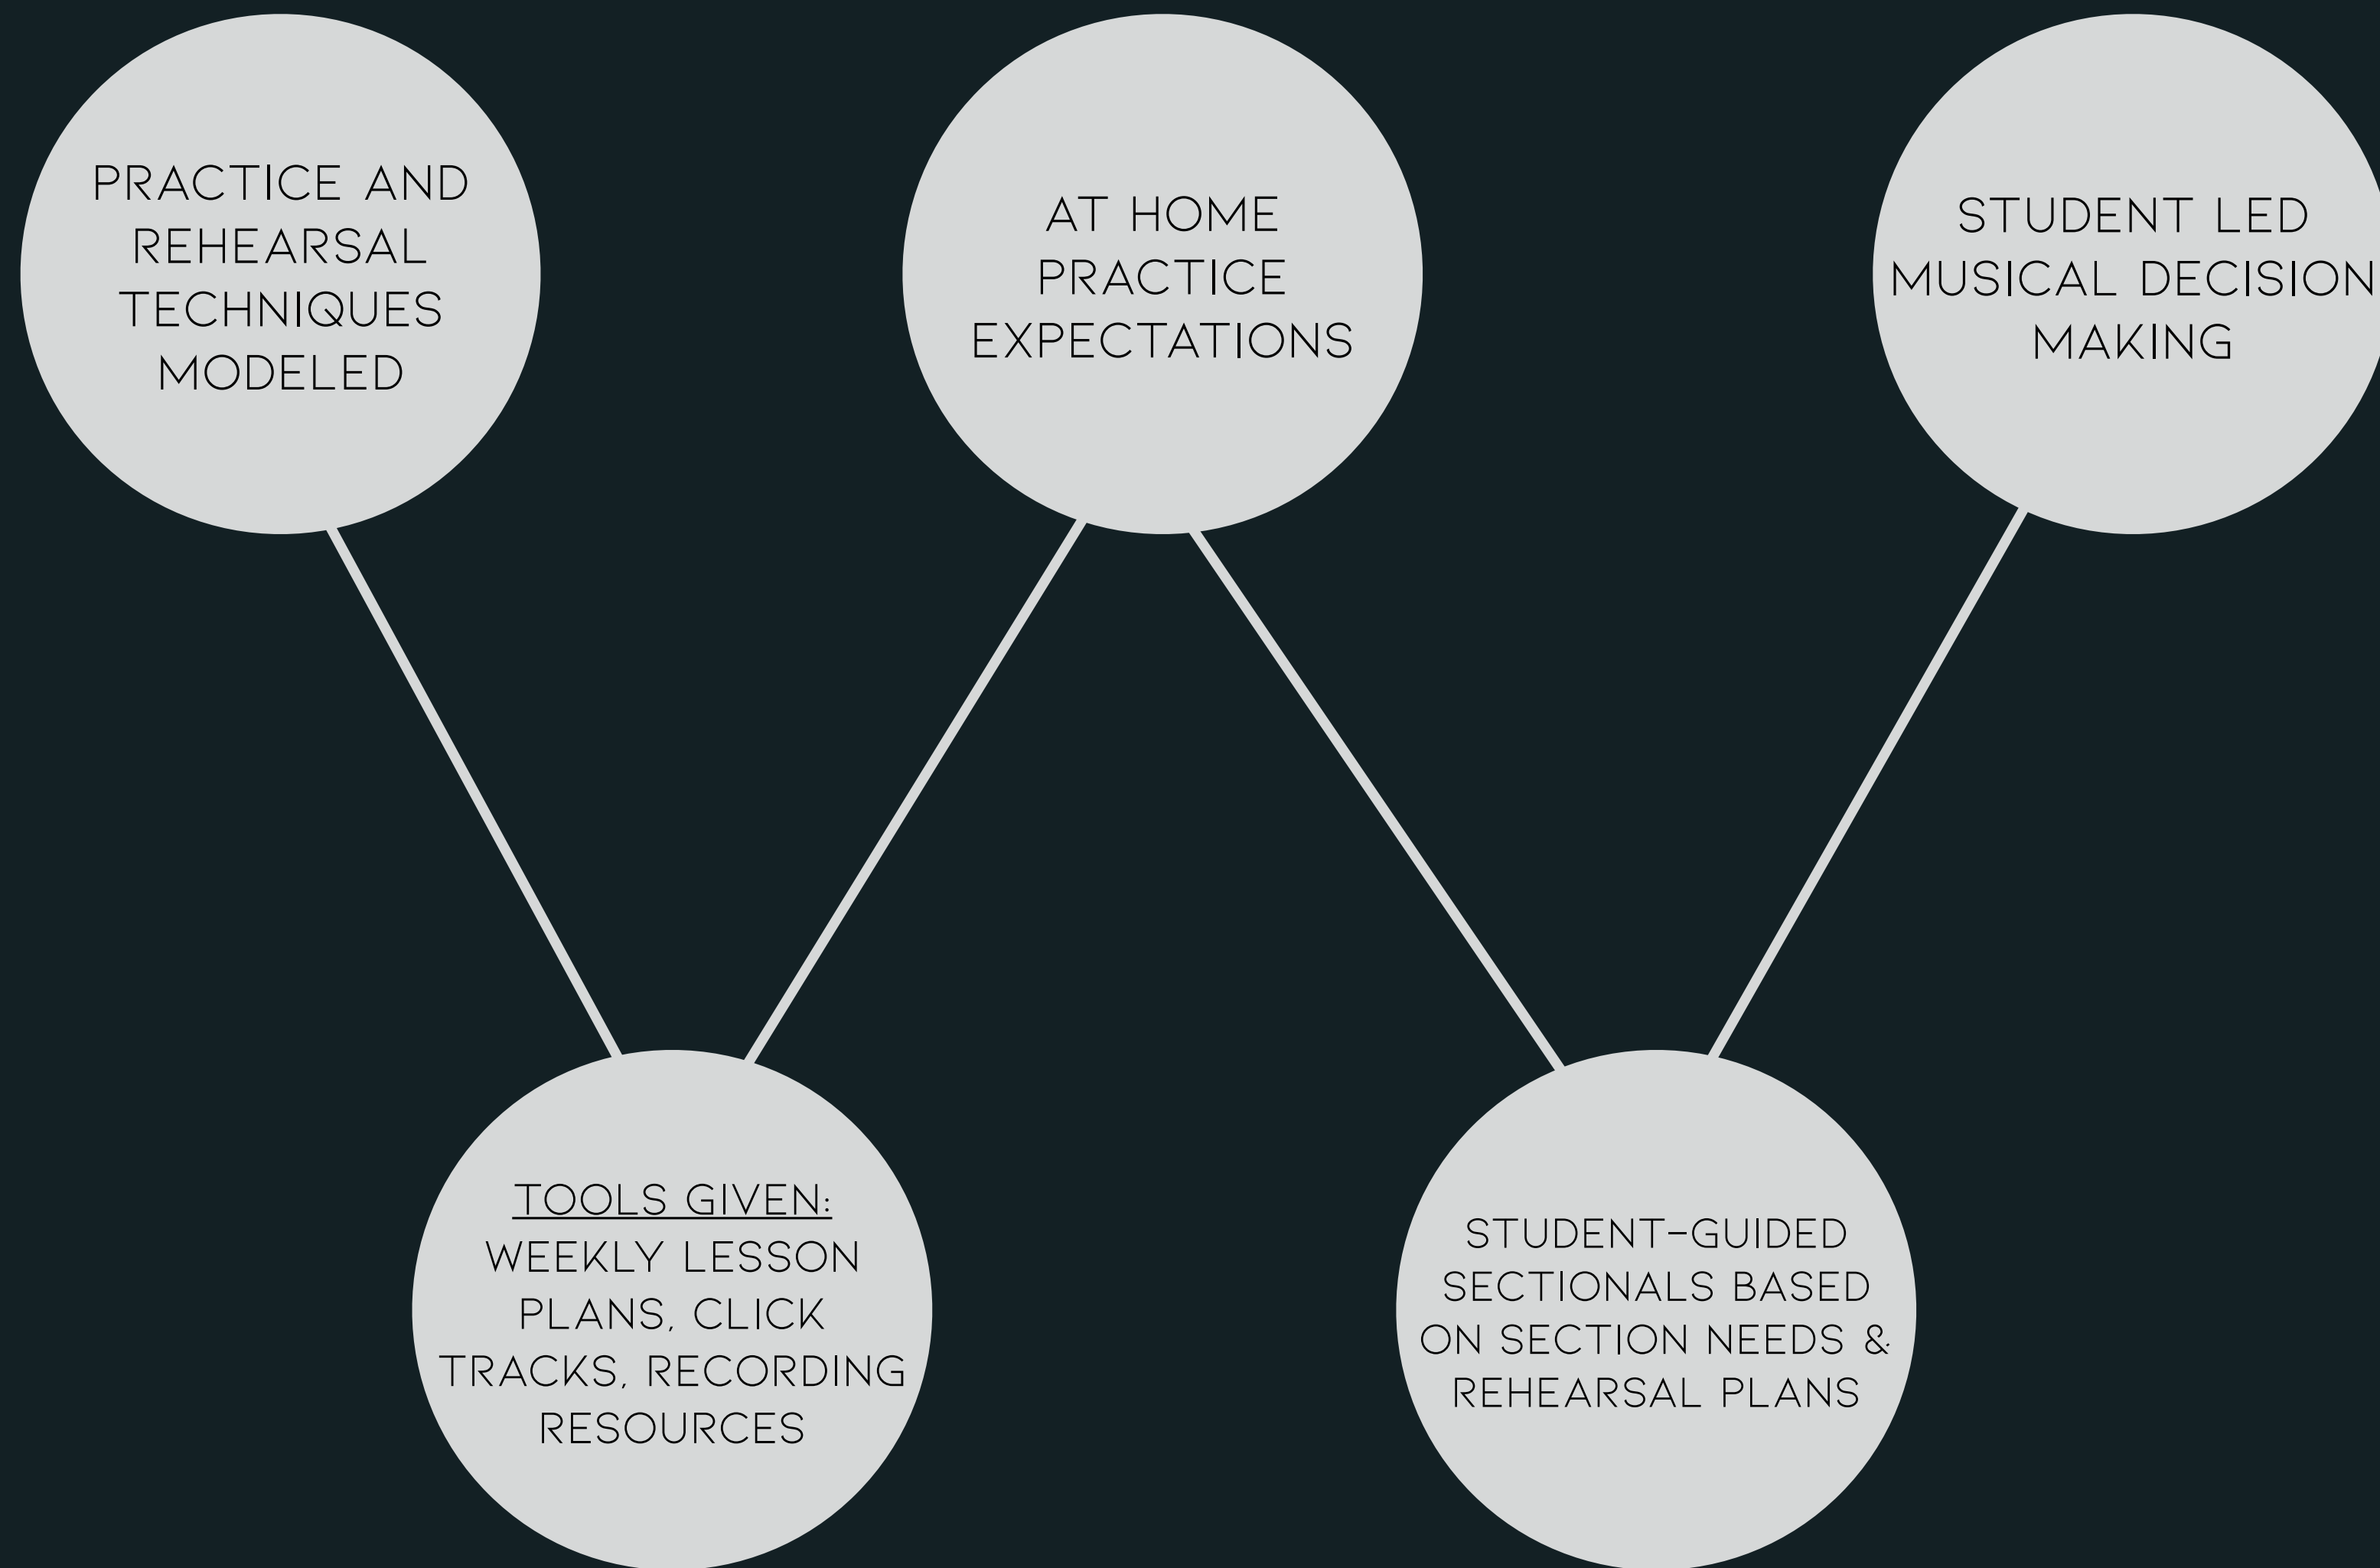 PRACTICE AND
REHEARSAL
TECHNIQUES
MODELED
AT HOME
PRACTICE
EXPECTATIONS
STUDENT LED
MUSICAL DECISION
MAKING
TOOLS GIVEN:
WEEKLY LESSON
PLANS, CLICK
TRACKS, RECORDING
RESOURCES
STUDENT-GUIDED
SECTIONALS BASED
ON SECTION NEEDS &
REHEARSAL PLANS